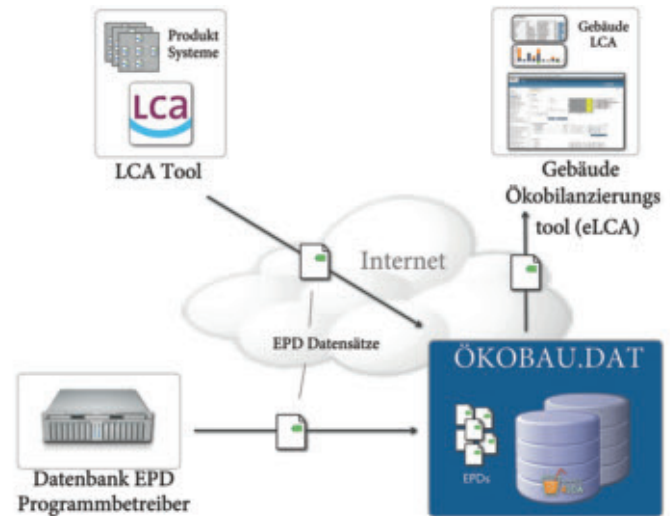 Produkt
Systeme
Lca
LCA Tool
Gebäude
LCA
Gebäude
Ökobilanzierungs
tool (eLCA)
Internet
EPD Datensätze
ÖKOBAU.DAT
EPDs
Datenbank EPD
Programmbetreiber